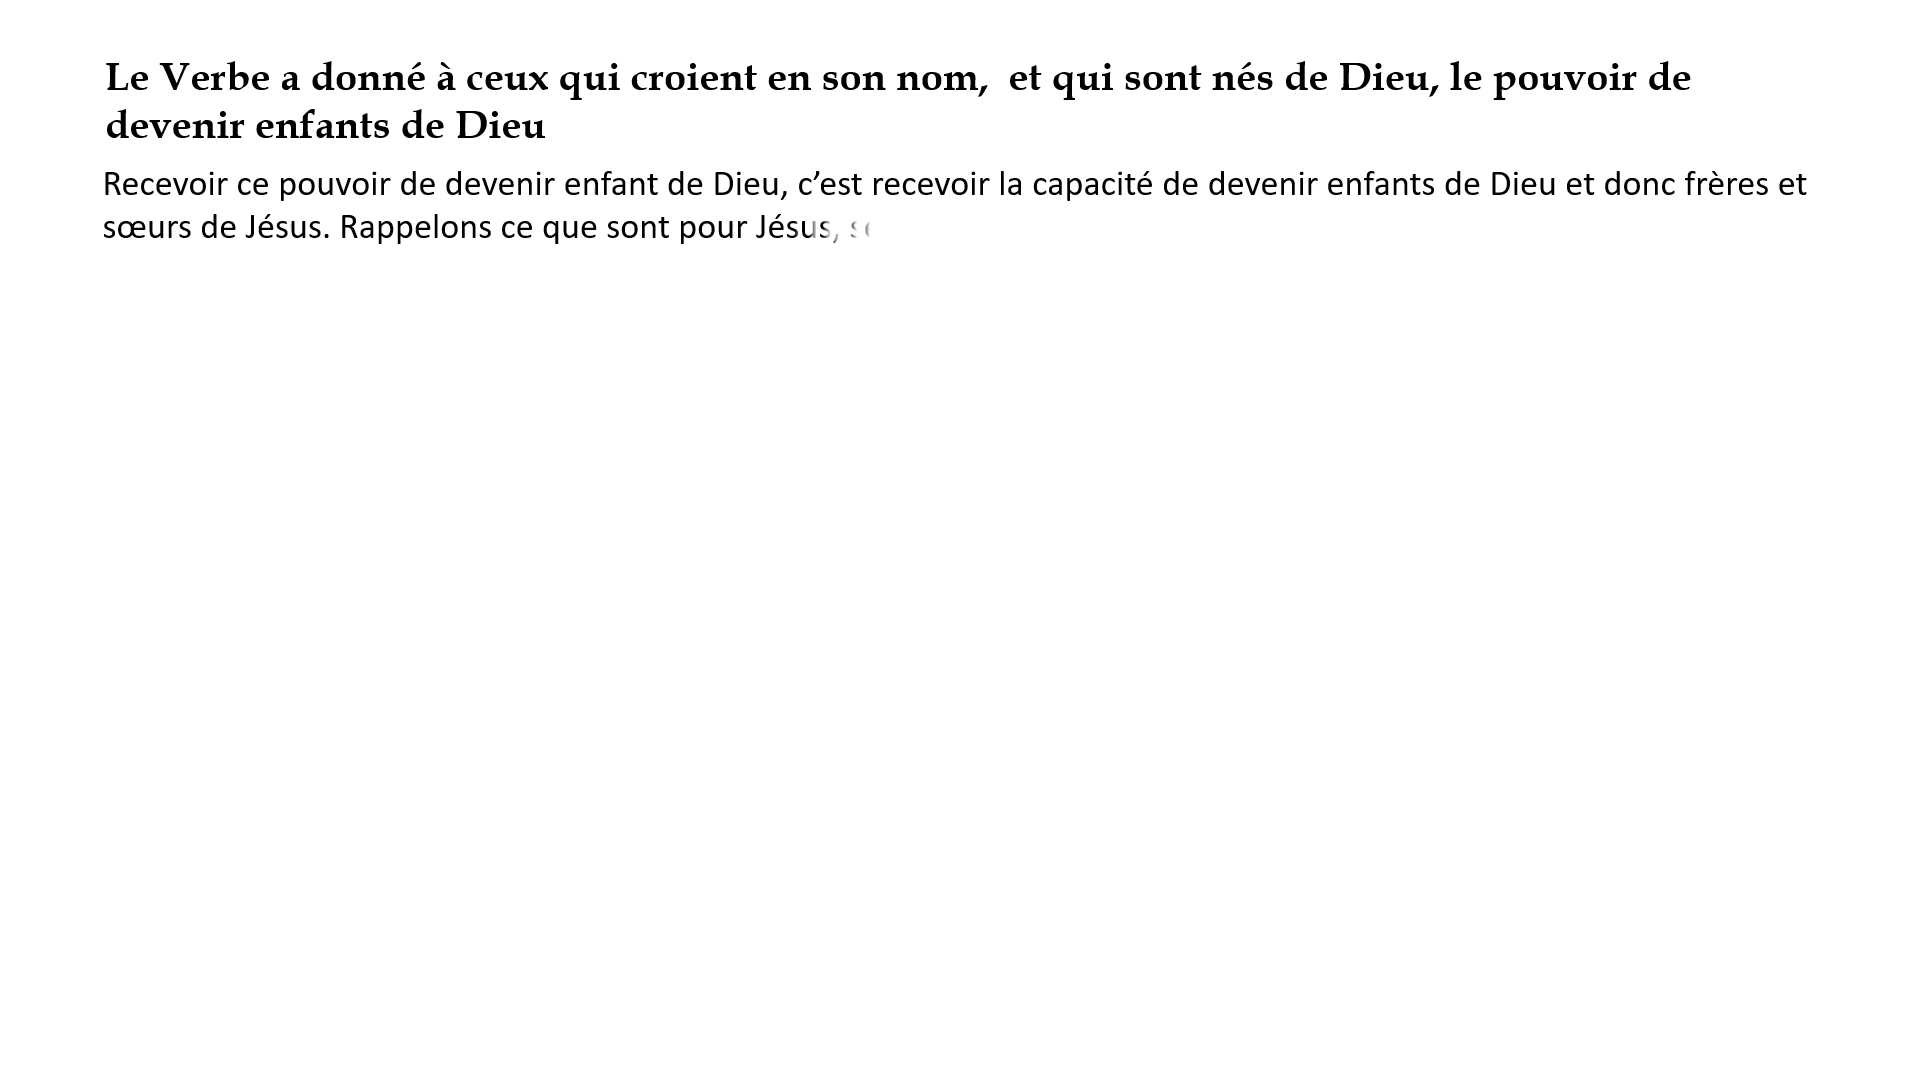 Le Verbe a donné à ceux qui croient en son nom,  et qui sont nés de Dieu, le pouvoir de
devenir enfants de Dieu
Recevoir ce pouvoir de devenir enfant de Dieu, c’est recevoir la capacité de devenir enfants de Dieu et donc frères et
sœurs de Jésus. Rappelons ce que sont pour Jésus,